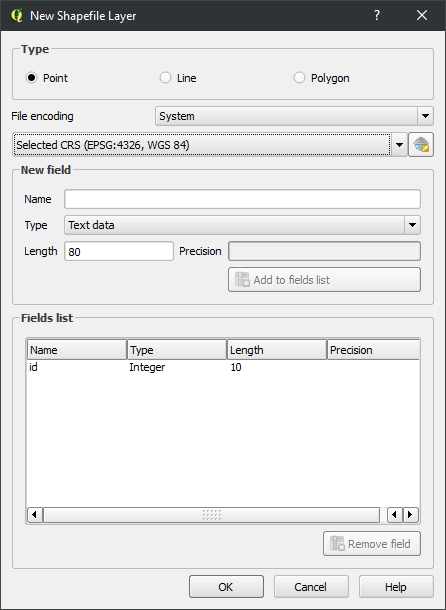 New Shapefile Layer
?
Type
Point Line Polygon
File encoding System
Selected CRS (EPSG:4326, WGS 84)
New field
Name
Type Text data
Length 80 Precision
Add to fields list
Fields list
Name Type Length Precision
id Integer 10
Remove field
OK Cancel Help